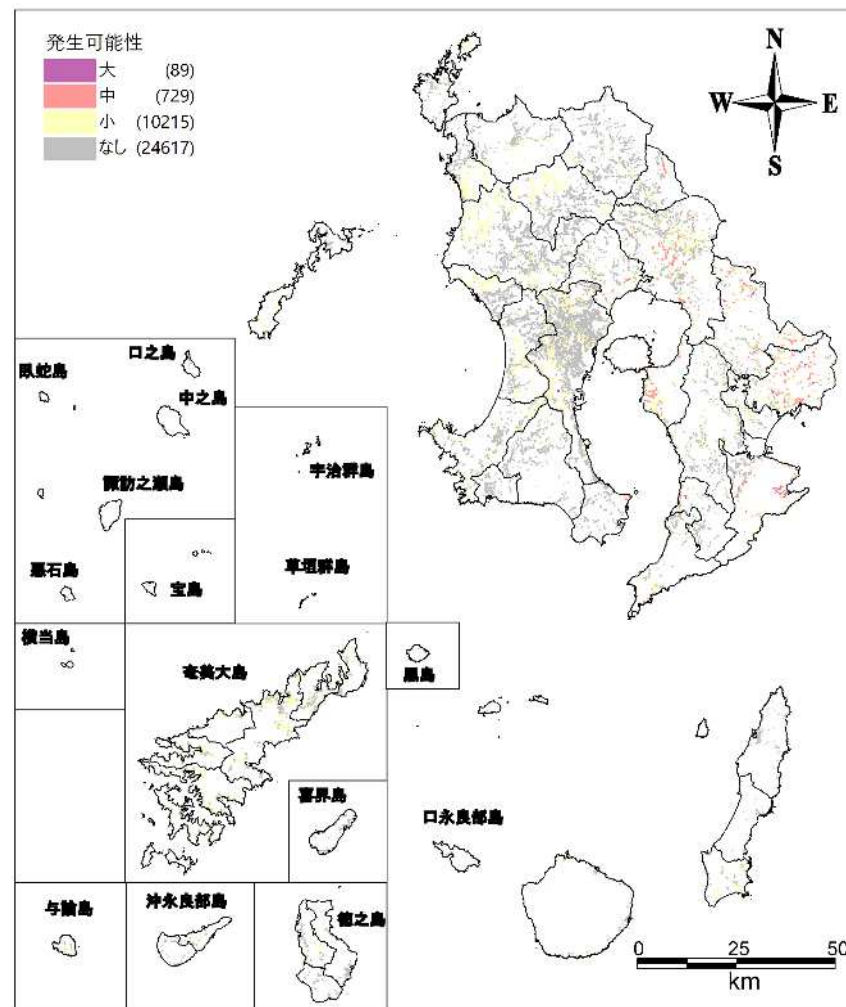 発生可能性
大 (89)
中 (729)
小 (10215)
なし (24617)
N
W E
S
口之島
臥蛇島
中之島
宇治群島
諏訪之瀬島
草垣群島
悪石島
宝島
横当島
奄美大島
黒島
喜界島
口永良部島
与論島
沖永良部島
徳之島
0 25 50
km